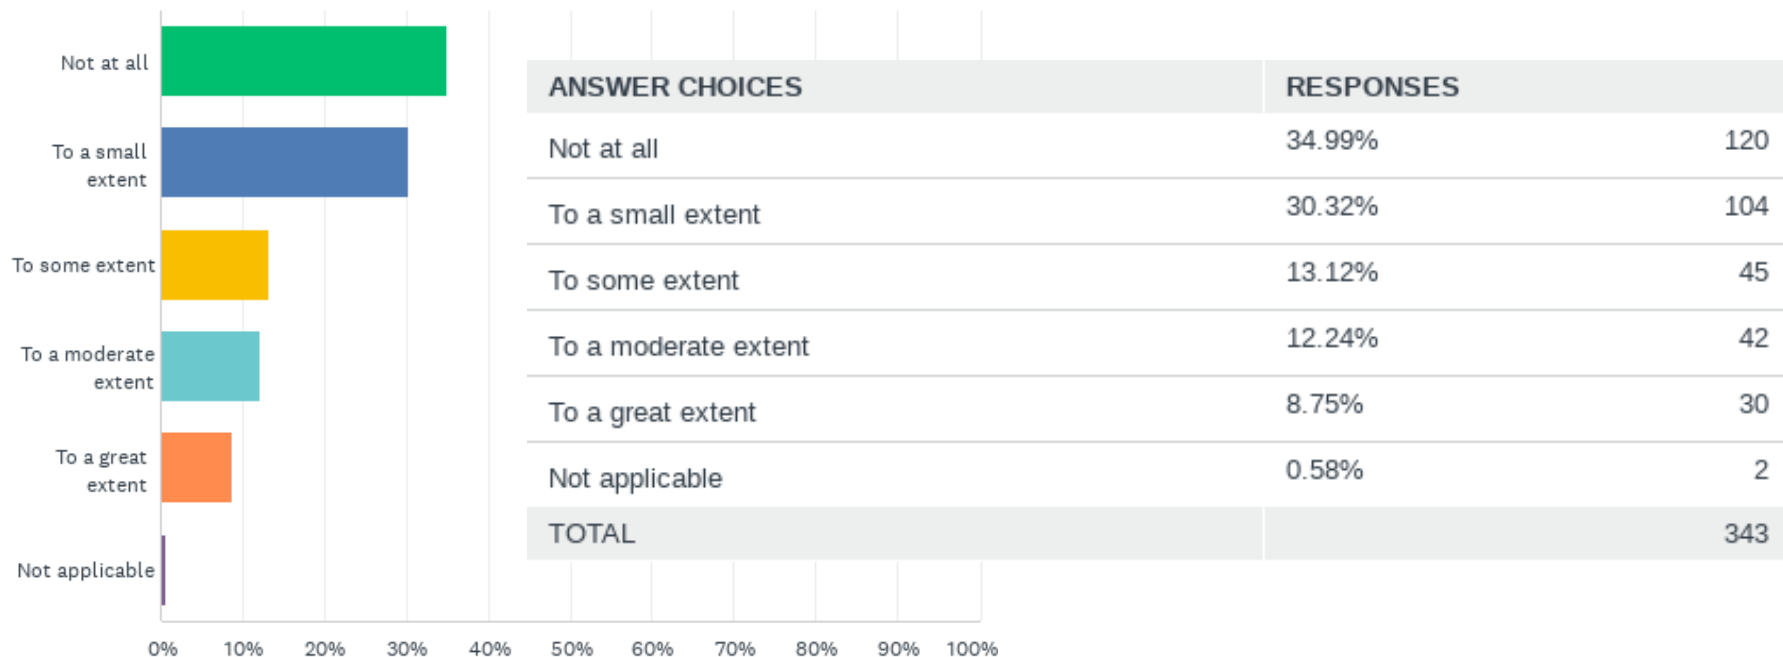 Not at all
To a small
extent
To some extent
To a moderate
extent
To a great
extent
Not applicable
0% 10% 20% 30% 40% 50% 60% 70% 80% 90% 100%
ANSWER CHOICES RESPONSES
Not at all 34.99% 120
To a small extent 30.32% 104
To some extent 13.12% 45
To a moderate extent 12.24% 42
To a great extent 8.75% 30
Not applicable 0.58% 2
TOTAL 343